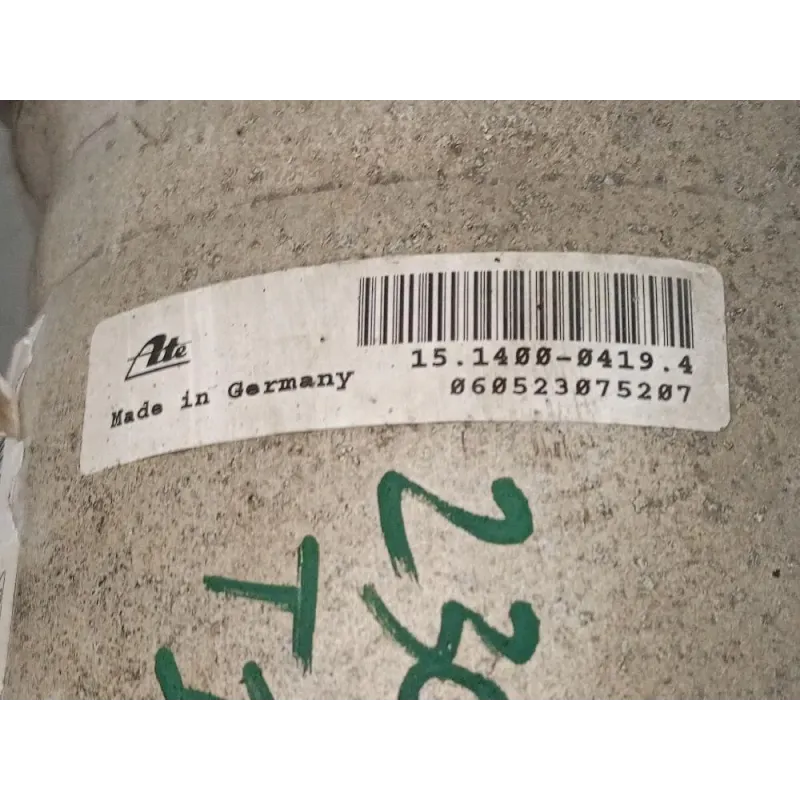 Ate
Made in Germany
15.1400-0419.4
060523075207